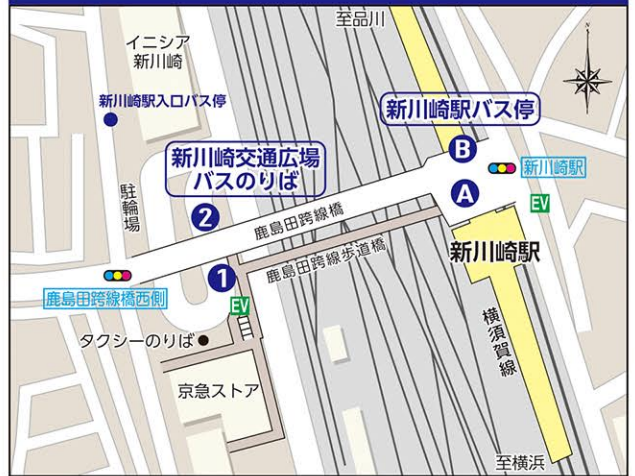 至品川
N
イニシア
新川崎
新川崎駅入口バス停
新川崎駅バス停
新川崎交通広場
バスのりば
B
新川崎駅
駐輪場
2
A
EV
鹿島田跨線橋
新川崎駅
鹿島田跨線歩道橋
1
鹿島田跨線橋西側
EV
タクシーのりば
横須賀線
京急ストア
至横浜